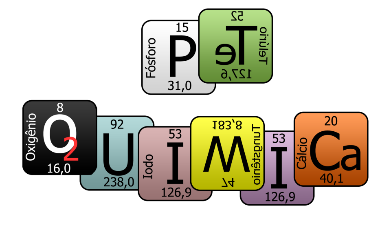 15 Fósforo P 31,0 52 Te Telúrio 127,6
8 Oxigênio O2 16,0 92 U 238,0 53 Iodo I 126,9 183,8 W Tungstênio 74 53 I 126,9 20 Cálcio Ca 40,1